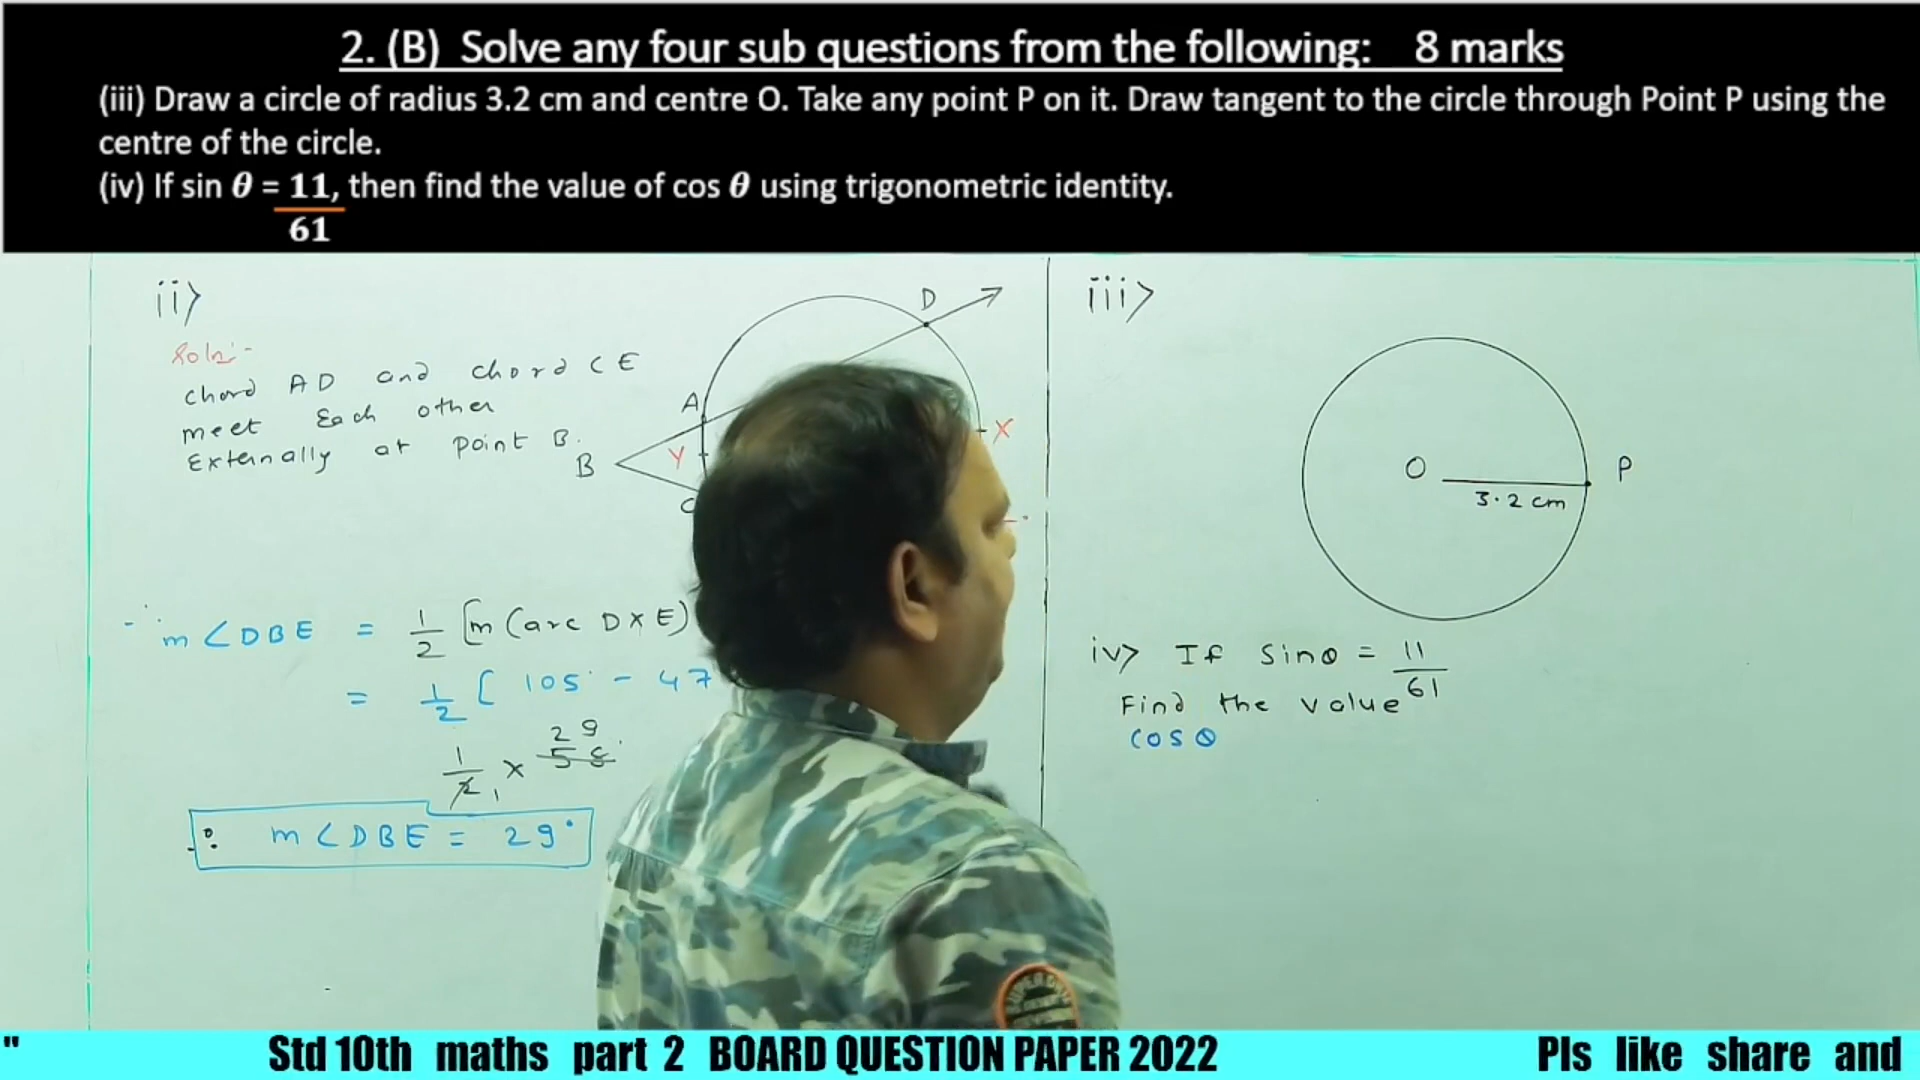 2. (B) Solve any four sub questions from the following: 8 marks
(iii) Draw a circle of radius 3.2 cm and centre O. Take any point P on it. Draw tangent to the circle through Point P using the
centre of the circle.
(iv) If sin θ = 11, then find the value of cos θ using trigonometric identity.
61
ii>
Soln:-
chord AD and chord CE
meet Each other
Externally at point B.
D
A
X
Y
B
C
m<DBE = 1/2 [m(arc DXE)
= 1/2 [105° - 47
1/2 × 58
29
1
∴ m<DBE = 29°
iii>
O
P
3.2 cm
iv> If sinθ = 11/61
Find the value
cosθ
" Std 10th maths part 2 BOARD QUESTION PAPER 2022 Pls like share and